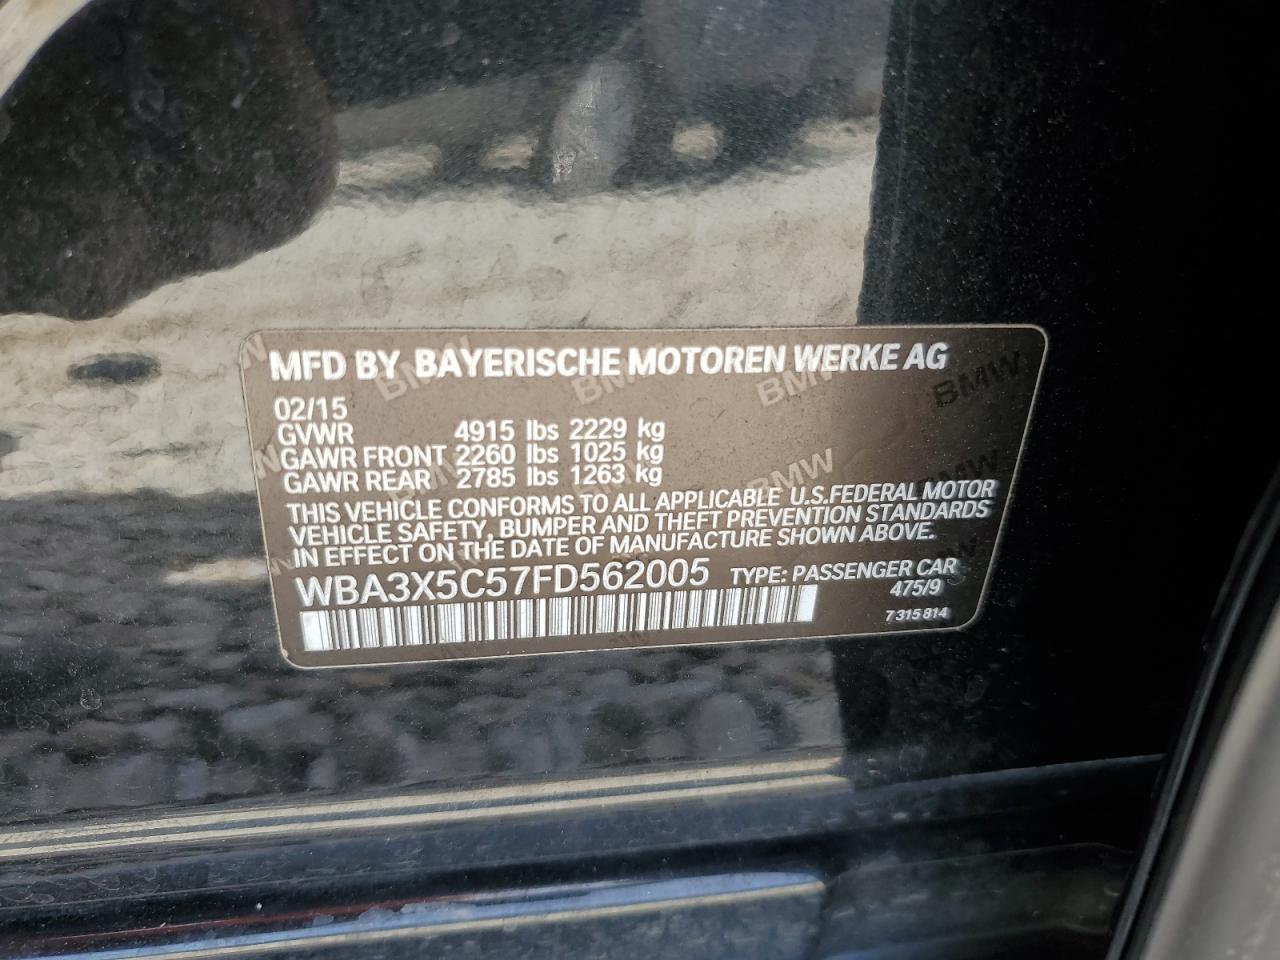 MFD BY BAYERISCHE MOTOREN WERKE AG
02/15
GVWR 4915 lbs 2229 kg
GAWR FRONT 2260 lbs 1025 kg
GAWR REAR 2785 lbs 1263 kg
THIS VEHICLE CONFORMS TO ALL APPLICABLE U.S.FEDERAL MOTOR
VEHICLE SAFETY, BUMPER AND THEFT PREVENTION STANDARDS
IN EFFECT ON THE DATE OF MANUFACTURE SHOWN ABOVE.
WBA3X5C57FD562005 TYPE: PASSENGER CAR
475/9
7 315 814